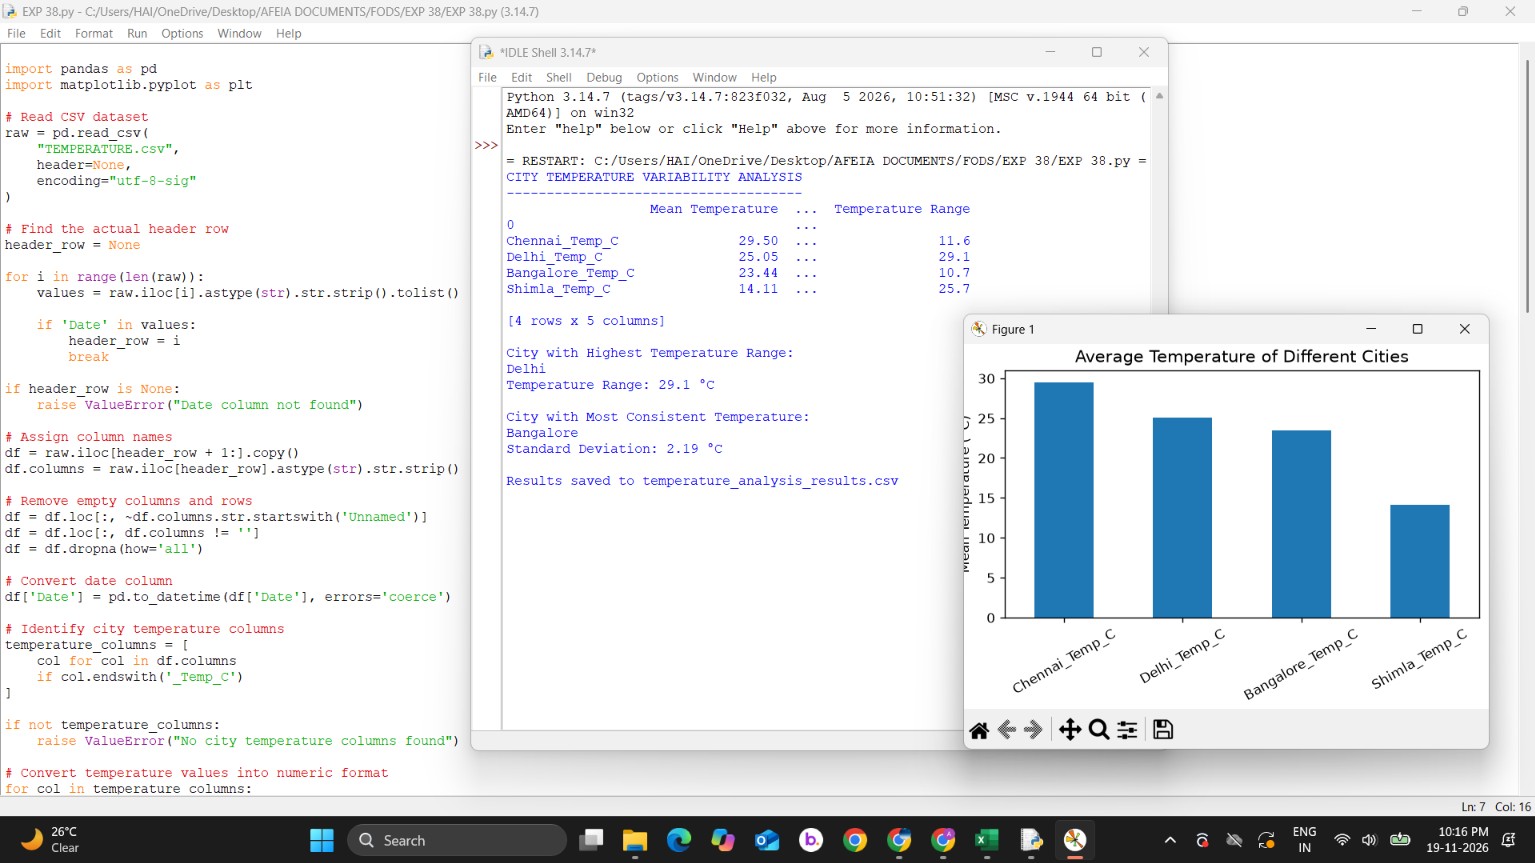 EXP 38.py - C:/Users/HAI/OneDrive/Desktop/AFEIA DOCUMENTS/FODS/EXP 38/EXP 38.py (3.14.7)
File Edit Format Run Options Window Help
import pandas as pd
import matplotlib.pyplot as plt
# Read CSV dataset
raw = pd.read_csv(
"TEMPERATURE.csv",
header=None,
encoding="utf-8-sig"
)
# Find the actual header row
header_row = None
for i in range(len(raw)):
values = raw.iloc[i].astype(str).str.strip().tolist()
if 'Date' in values:
header_row = i
break
if header_row is None:
raise ValueError("Date column not found")
# Assign column names
df = raw.iloc[header_row + 1:].copy()
df.columns = raw.iloc[header_row].astype(str).str.strip()
# Remove empty columns and rows
df = df.loc[:, ~df.columns.str.startswith('Unnamed')]
df = df.loc[:, df.columns != '']
df = df.dropna(how='all')
# Convert date column
df['Date'] = pd.to_datetime(df['Date'], errors='coerce')
# Identify city temperature columns
temperature_columns = [
col for col in df.columns
if col.endswith('_Temp_C')
]
if not temperature_columns:
raise ValueError("No city temperature columns found")
# Convert temperature values into numeric format
for col in temperature_columns:
*IDLE Shell 3.14.7*
File Edit Shell Debug Options Window Help
Python 3.14.7 (tags/v3.14.7:823f032, Aug  5 2026, 10:51:32) [MSC v.1944 64 bit (
AMD64)] on win32
Enter "help" below or click "Help" above for more information.
>>>
= RESTART: C:/Users/HAI/OneDrive/Desktop/AFEIA DOCUMENTS/FODS/EXP 38/EXP 38.py =
CITY TEMPERATURE VARIABILITY ANALYSIS
-------------------------------------
Mean Temperature ... Temperature Range
0 ...
Chennai_Temp_C 29.50 ... 11.6
Delhi_Temp_C 25.05 ... 29.1
Bangalore_Temp_C 23.44 ... 10.7
Shimla_Temp_C 14.11 ... 25.7
[4 rows x 5 columns]
City with Highest Temperature Range:
Delhi
Temperature Range: 29.1 °C
City with Most Consistent Temperature:
Bangalore
Standard Deviation: 2.19 °C
Results saved to temperature_analysis_results.csv
Figure 1
Average Temperature of Different Cities
30
25
20
15
10
5
0
Mean Temperature (°C)
Chennai_Temp_C
Delhi_Temp_C
Bangalore_Temp_C
Shimla_Temp_C
Ln: 7 Col: 16
26°C
Clear
Search
b.
ENG
IN
10:16 PM
19-11-2026